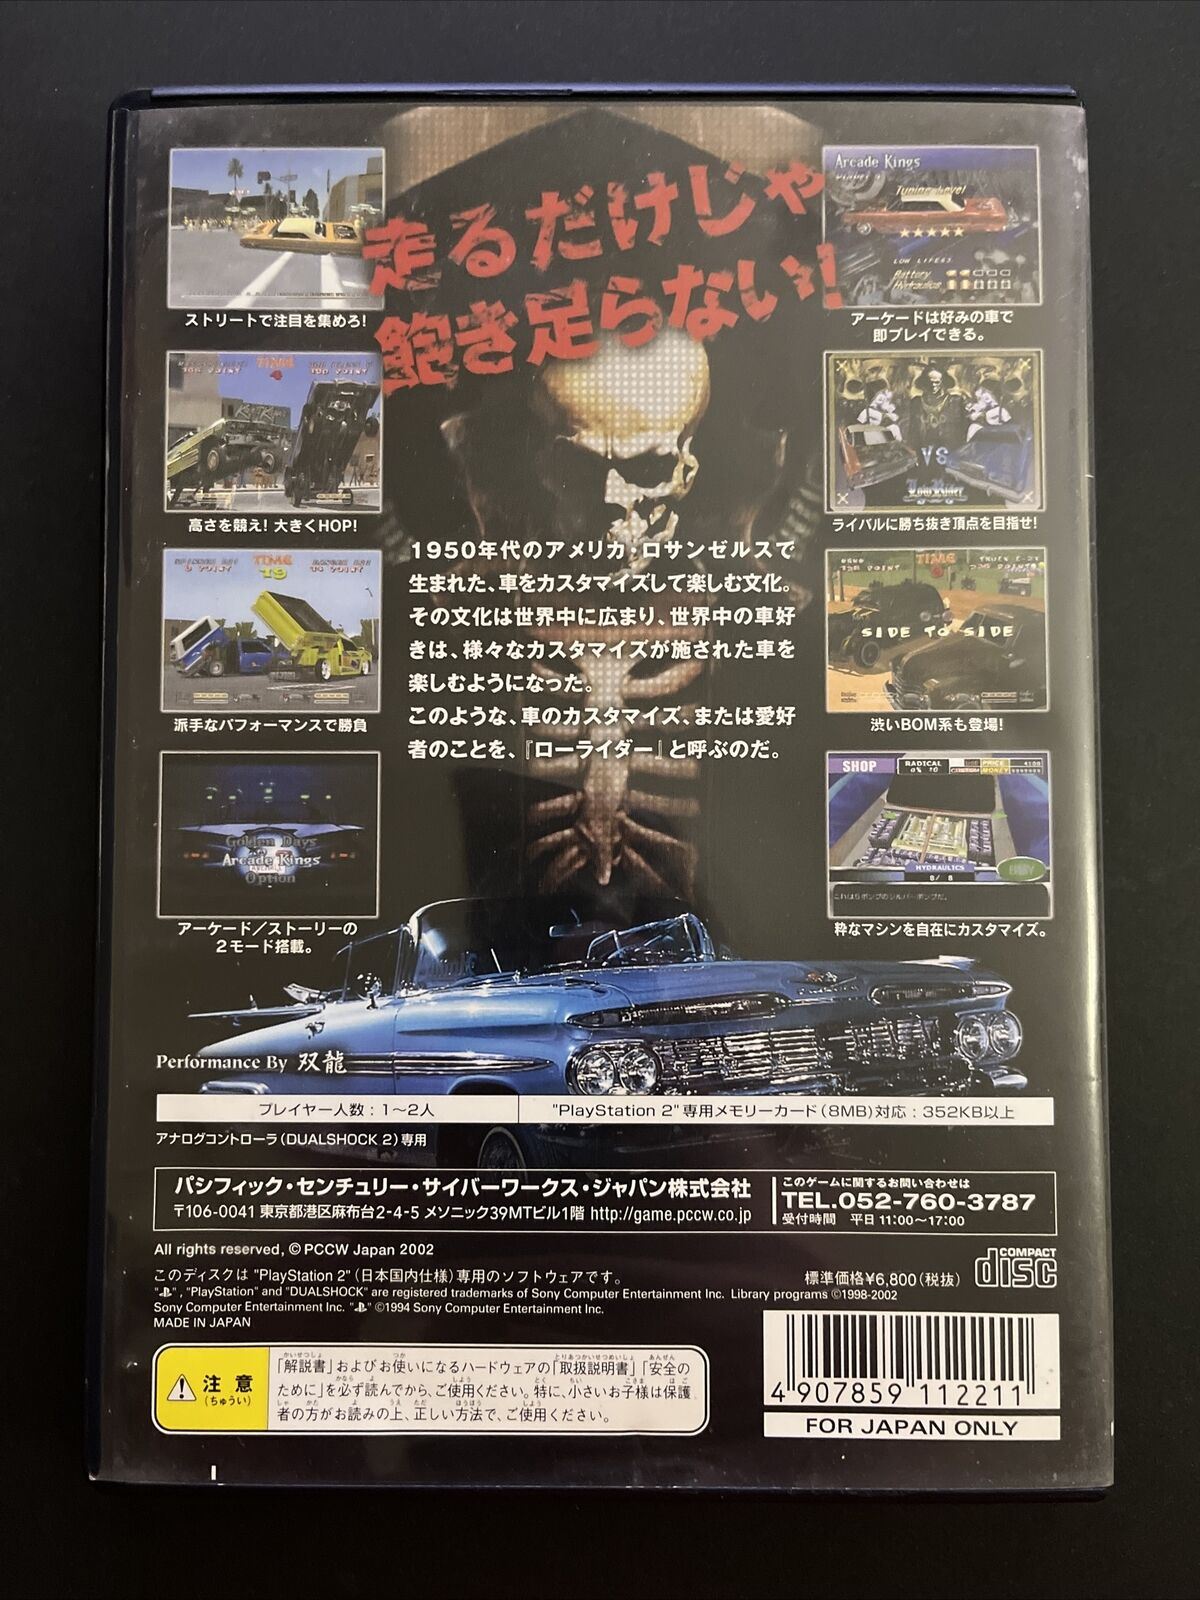 走るだけじゃ
飽き足らない!
ストリートで注目を集めろ!
TIME
4
高さを競え! 大きくHOP!
TIME
19
派手なパフォーマンスで勝負
Golden Days
Arcade Kings
Option
アーケード/ストーリーの
2モード搭載。
Arcade Kings
Tuning Level
★★★★★
LOW LIFE63
Battery
Hydraulics
アーケードは好みの車で
即プレイできる。
VS
LowRider
ライバルに勝ち抜き頂点を目指せ!
TIME
SIDE TO SIDE
渋いBOM系も登場!
SHOP
RADICAL
PRICE
MONEY
HYDRAULICS
8/ 8
BUY
粋なマシンを自在にカスタマイズ。
1950年代のアメリカ・ロサンゼルスで
生まれた、車をカスタマイズして楽しむ文化。
その文化は世界中に広まり、世界中の車好
きは、様々なカスタマイズが施された車を
楽しむようになった。
このような、車のカスタマイズ、または愛好
者のことを、『ローライダー』と呼ぶのだ。
Performance By 双龍
プレイヤー人数:1〜2人
"PlayStation 2"専用メモリーカード(8MB)対応:352KB以上
アナログコントローラ(DUALSHOCK 2)専用
パシフィック・センチュリー・サイバーワークス・ジャパン株式会社
〒106-0041 東京都港区麻布台2-4-5 メソニック39MTビル1階 http://game.pccw.co.jp
このゲームに関するお問い合わせは
TEL.052-760-3787
受付時間 平日 11:00〜17:00
All rights reserved, © PCCW Japan 2002
このディスクは "PlayStation 2"(日本国内仕様)専用のソフトウェアです。
標準価格¥6,800(税抜)
COMPACT
disc
" ", "PlayStation" and "DUALSHOCK" are registered trademarks of Sony Computer Entertainment Inc. Library programs ©1998-2002
Sony Computer Entertainment Inc. " " ©1994 Sony Computer Entertainment Inc.
MADE IN JAPAN
注意
(ちゅうい)
「解説書」およびお使いになるハードウェアの「取扱説明書」「安全の
ために」を必ず読んでから、ご使用ください。特に、小さいお子様は保護
者の方がお読みの上、正しい方法で、ご使用ください。
4 907859 112211
FOR JAPAN ONLY